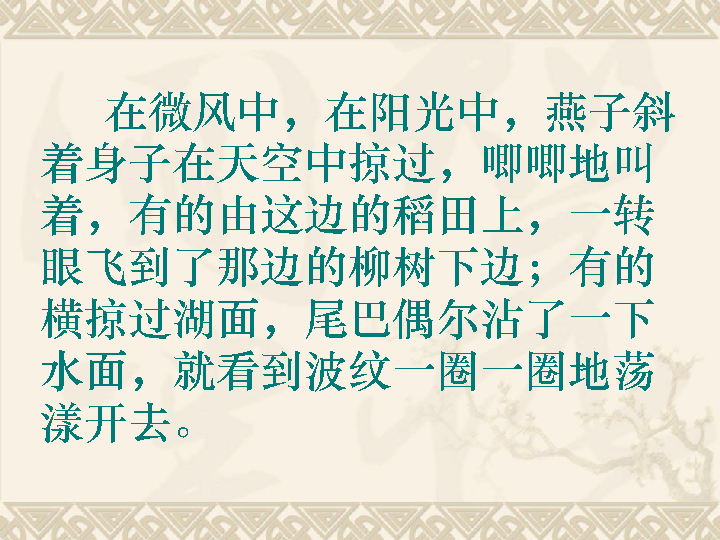 在微风中，在阳光中，燕子斜
着身子在天空中掠过，唧唧地叫
着，有的由这边的稻田上，一转
眼飞到了那边的柳树下边；有的
横掠过湖面，尾巴偶尔沾了一下
水面，就看到波纹一圈一圈地荡
漾开去。